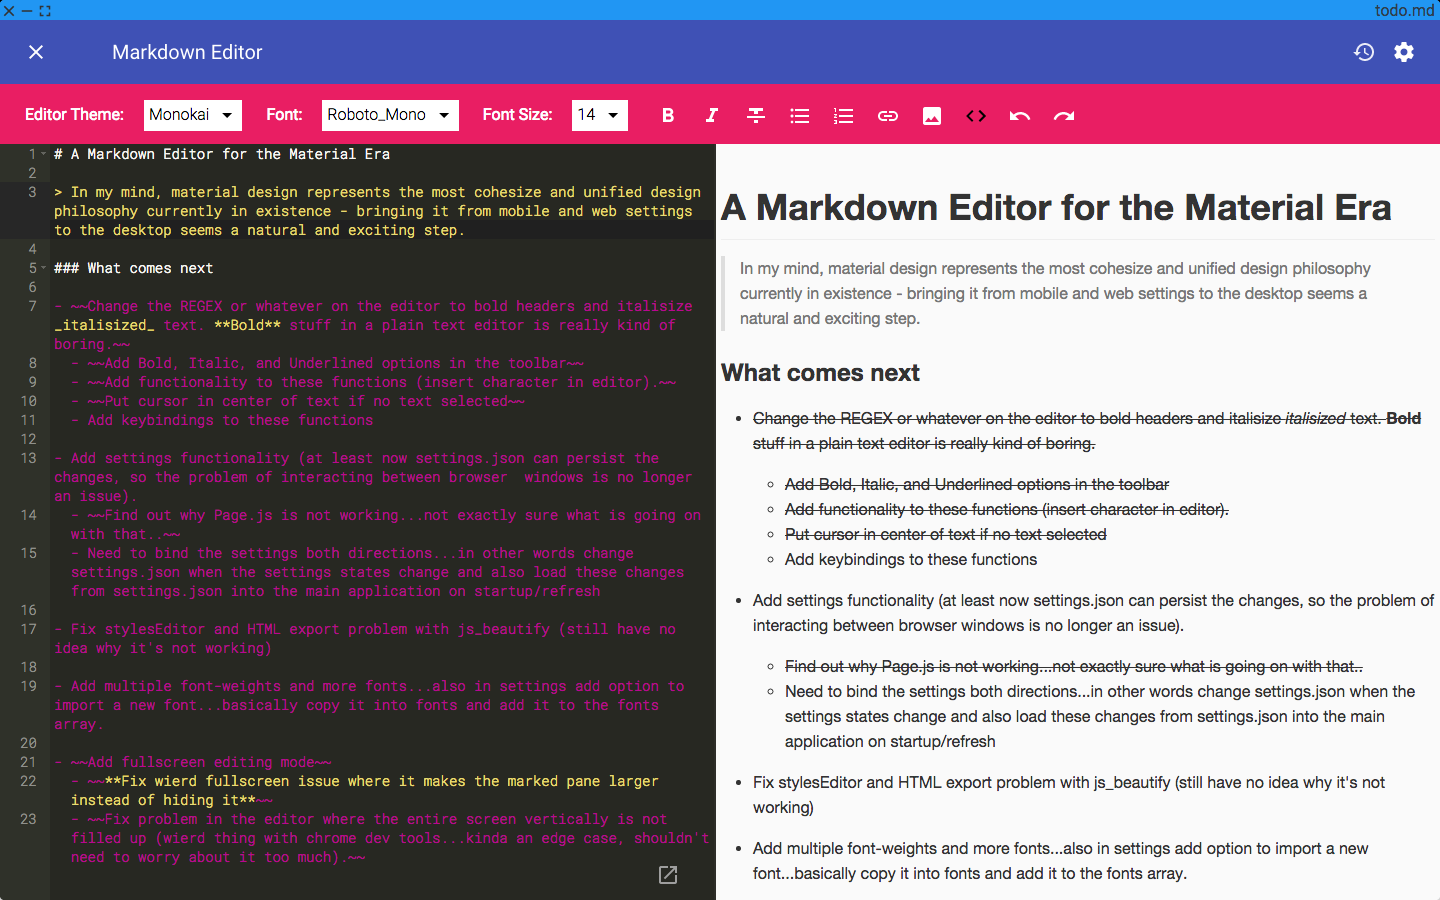 todo.md
Markdown Editor
Editor Theme: Monokai Font: Roboto_Mono Font Size: 14 B I
1 # A Markdown Editor for the Material Era
2
3 > In my mind, material design represents the most cohesize and unified design
philosophy currently in existence - bringing it from mobile and web settings
to the desktop seems a natural and exciting step.
4
5 ### What comes next
6
7 - ~~Change the REGEX or whatever on the editor to bold headers and italisize
_italisized_ text. **Bold** stuff in a plain text editor is really kind of
boring.~~
8 - ~~Add Bold, Italic, and Underlined options in the toolbar~~
9 - ~~Add functionality to these functions (insert character in editor).~~
10 - ~~Put cursor in center of text if no text selected~~
11 - Add keybindings to these functions
12
13 - Add settings functionality (at least now settings.json can persist the
changes, so the problem of interacting between browser  windows is no longer
an issue).
14 - ~~Find out why Page.js is not working...not exactly sure what is going on
with that..~~
15 - Need to bind the settings both directions...in other words change
settings.json when the settings states change and also load these changes
from settings.json into the main application on startup/refresh
16
17 - Fix stylesEditor and HTML export problem with js_beautify (still have no
idea why it's not working)
18
19 - Add multiple font-weights and more fonts...also in settings add option to
import a new font...basically copy it into fonts and add it to the fonts
array.
20
21 - ~~Add fullscreen editing mode~~
22 - ~~**Fix wierd fullscreen issue where it makes the marked pane larger
instead of hiding it**~~
23 - ~~Fix problem in the editor where the entire screen vertically is not
filled up (wierd thing with chrome dev tools...kinda an edge case, shouldn't
need to worry about it too much).~~
A Markdown Editor for the Material Era
In my mind, material design represents the most cohesize and unified design philosophy
currently in existence - bringing it from mobile and web settings to the desktop seems a
natural and exciting step.
What comes next
• Change the REGEX or whatever on the editor to bold headers and italisize italisized text. Bold
stuff in a plain text editor is really kind of boring.
◦ Add Bold, Italic, and Underlined options in the toolbar
◦ Add functionality to these functions (insert character in editor).
◦ Put cursor in center of text if no text selected
◦ Add keybindings to these functions
• Add settings functionality (at least now settings.json can persist the changes, so the problem of
interacting between browser windows is no longer an issue).
◦ Find out why Page.js is not working...not exactly sure what is going on with that..
◦ Need to bind the settings both directions...in other words change settings.json when the
settings states change and also load these changes from settings.json into the main
application on startup/refresh
• Fix stylesEditor and HTML export problem with js_beautify (still have no idea why it's not
working)
• Add multiple font-weights and more fonts...also in settings add option to import a new
font...basically copy it into fonts and add it to the fonts array.